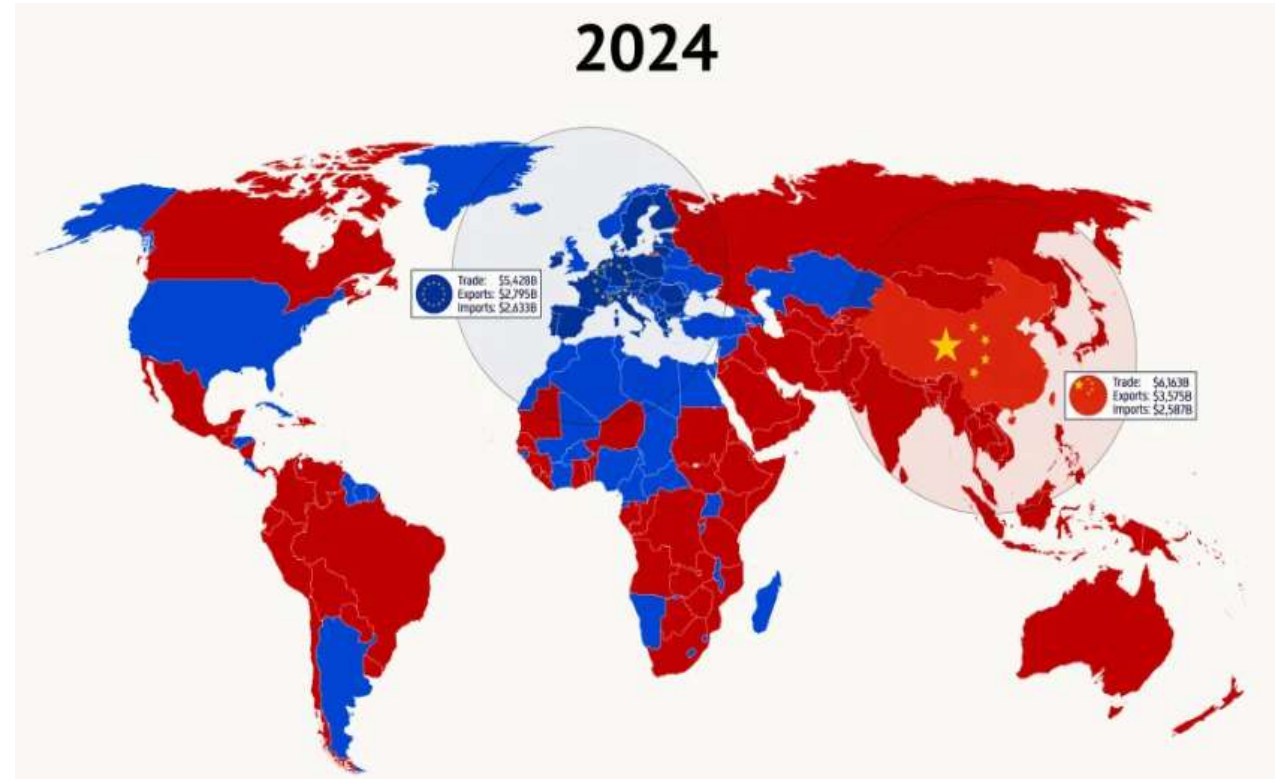 2024
Trade: $5,428B
Exports: $2,795B
Imports: $2,633B
Trade: $6,163B
Exports: $3,575B
Imports: $2,587B